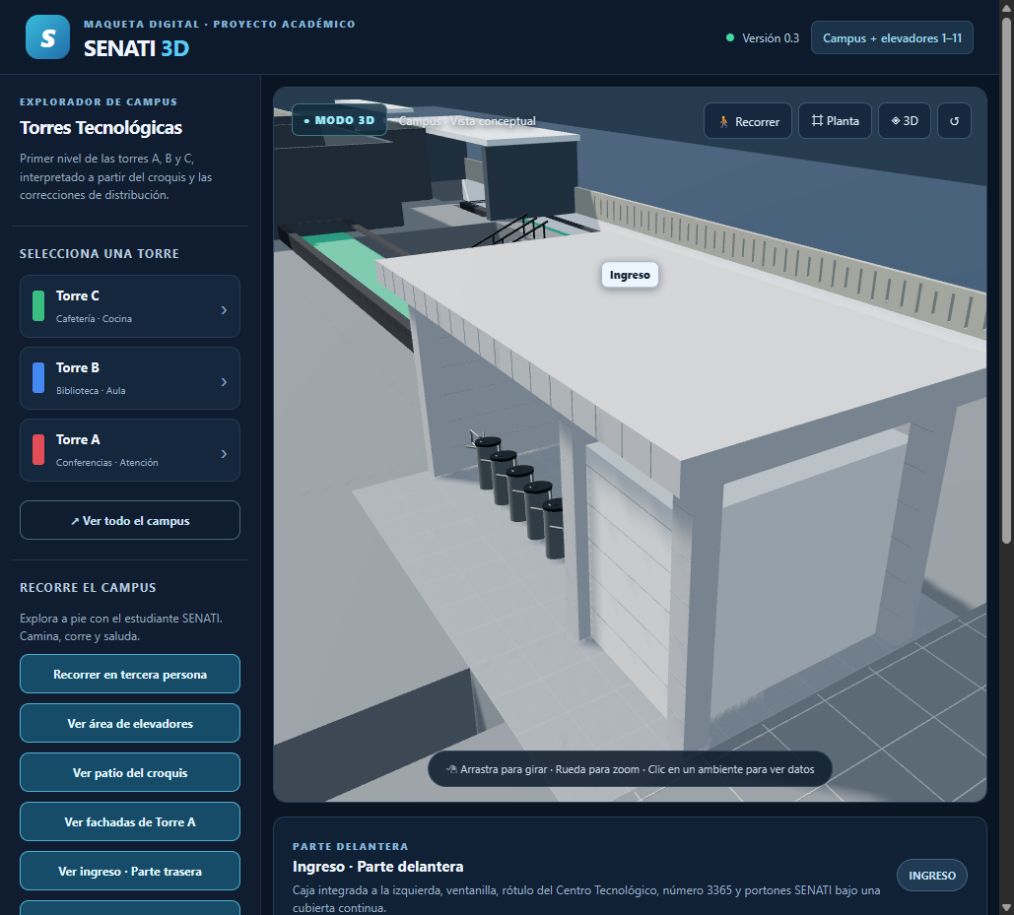 S
MAQUETA DIGITAL · PROYECTO ACADÉMICO
SENATI 3D
Versión 0.3
Campus + elevadores 1–11
EXPLORADOR DE CAMPUS
Torres Tecnológicas
Primer nivel de las torres A, B y C,
interpretado a partir del croquis y las
correcciones de distribución.
SELECCIONA UNA TORRE
Torre C
Cafetería · Cocina
Torre B
Biblioteca · Aula
Torre A
Conferencias · Atención
↗ Ver todo el campus
RECORRE EL CAMPUS
Explora a pie con el estudiante SENATI.
Camina, corre y saluda.
Recorrer en tercera persona
Ver área de elevadores
Ver patio del croquis
Ver fachadas de Torre A
Ver ingreso · Parte trasera
• MODO 3D
Campus · Vista conceptual
Recorrer
Planta
3D
Ingreso
Arrastra para girar · Rueda para zoom · Clic en un ambiente para ver datos
PARTE DELANTERA
Ingreso · Parte delantera
Caja integrada a la izquierda, ventanilla, rótulo del Centro Tecnológico, número 3365 y portones SENATI bajo una
cubierta continua.
INGRESO